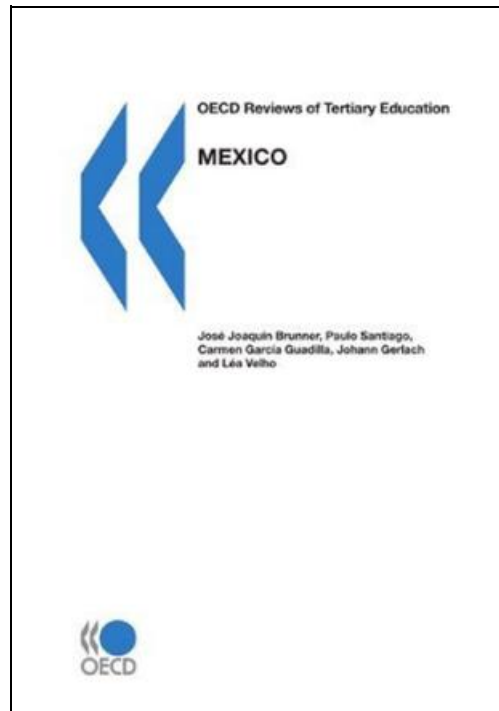 OECD Reviews of Tertiary Education
MEXICO
José Joaquín Brunner, Paulo Santiago,
Carmen García Guadilla, Johann Gerlach
and Léa Velho
OECD